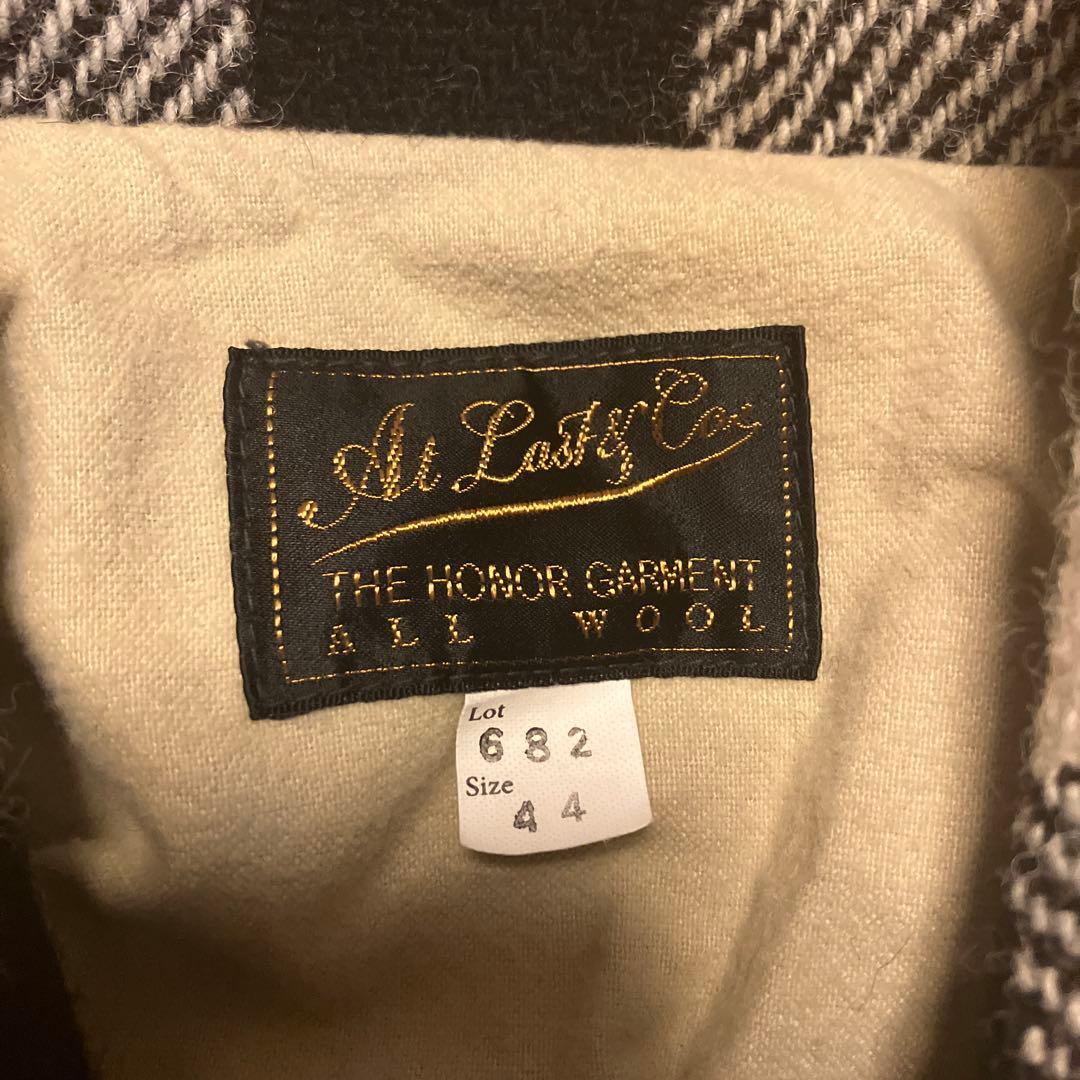 At Last & Co.
THE HONOR GARMENT
ALL WOOL
Lot
682
Size
44